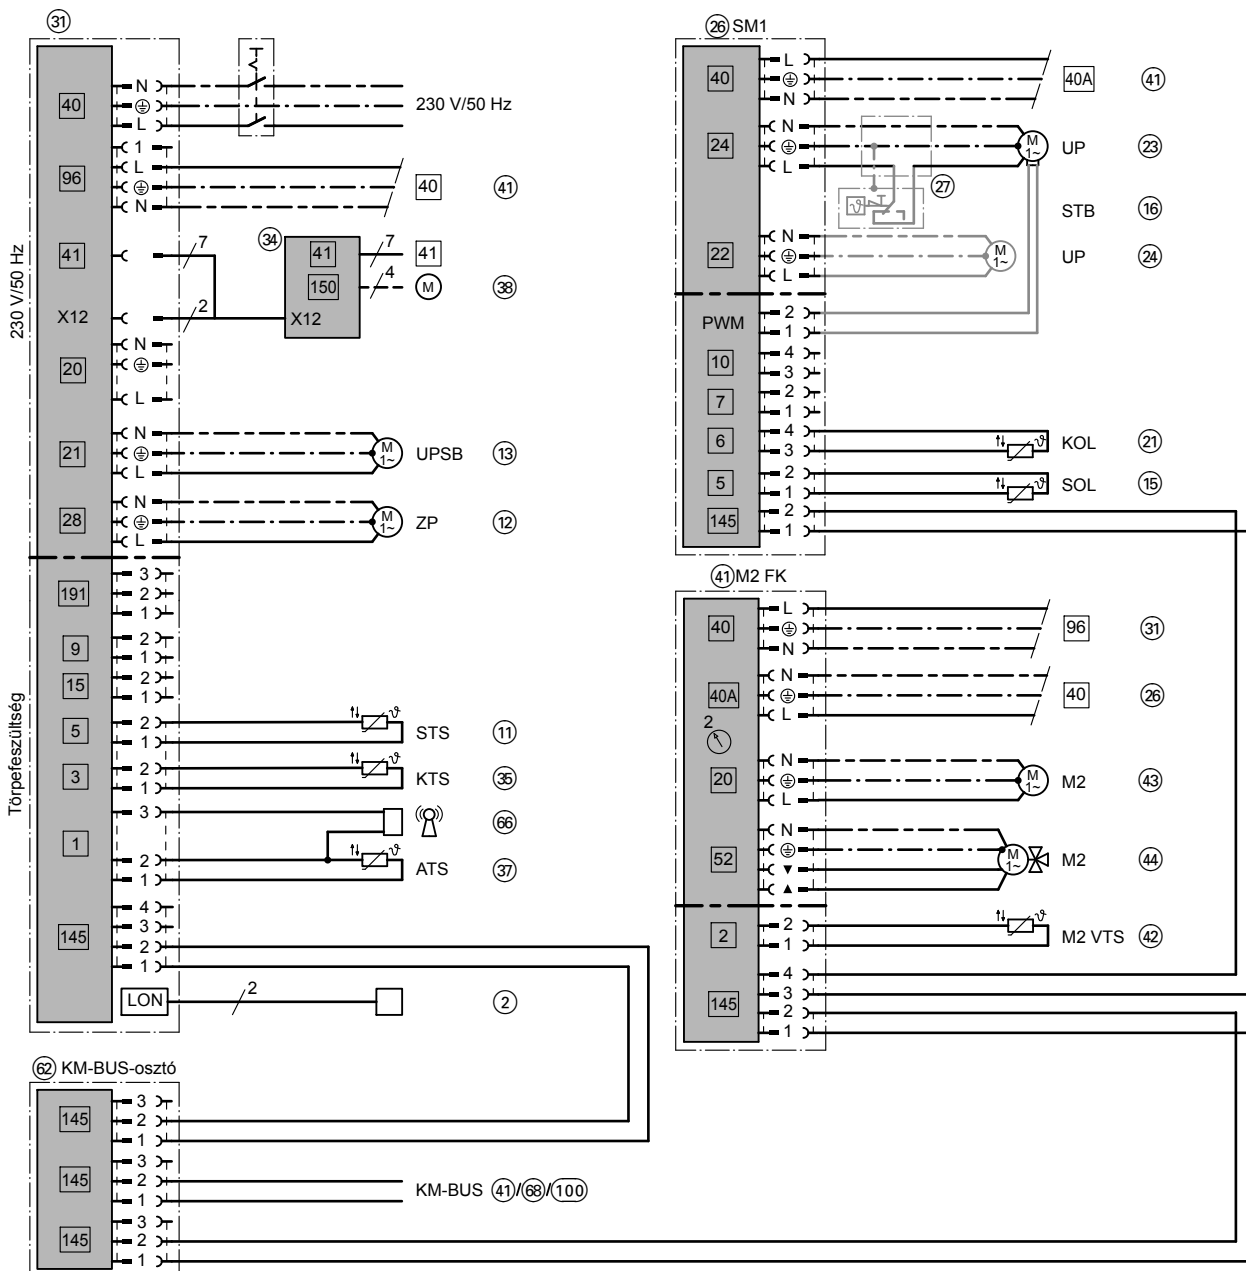 31
N
40
⏚
230 V/50 Hz
L
1
L
96
⏚
40
41
N
230 V/50 Hz
34
7
41
41
7
41
150
4
M
38
X12
2
X12
N
20
⏚
L
N
21
⏚
M
1~
UPSB
13
L
N
28
⏚
M
1~
ZP
12
L
3
191
2
1
2
9
1
2
15
1
Törpefeszültség
2
ϑ
5
STS
11
1
2
ϑ
3
KTS
35
1
3
66
1
2
ϑ
ATS
37
1
4
3
145
2
1
LON
2
2
62 KM-BUS-osztó
3
145
2
1
3
145
2
KM-BUS 41/68/100
1
3
145
2
1
26 SM1
L
40
⏚
40A
41
N
N
24
⏚
M
1~
UP
23
L
27
ϑ
STB
16
N
22
⏚
M
1~
UP
24
L
PWM
2
1
10
4
3
7
2
1
6
4
3
ϑ
KOL
21
5
2
1
ϑ
SOL
15
145
2
1
41 M2 FK
L
40
⏚
96
31
N
N
40A
⏚
40
26
L
2
N
20
⏚
M
1~
M2
43
L
N
52
⏚
M
1~
M2
44
▼
▲
2
2
ϑ
M2 VTS
42
1
4
3
145
2
1